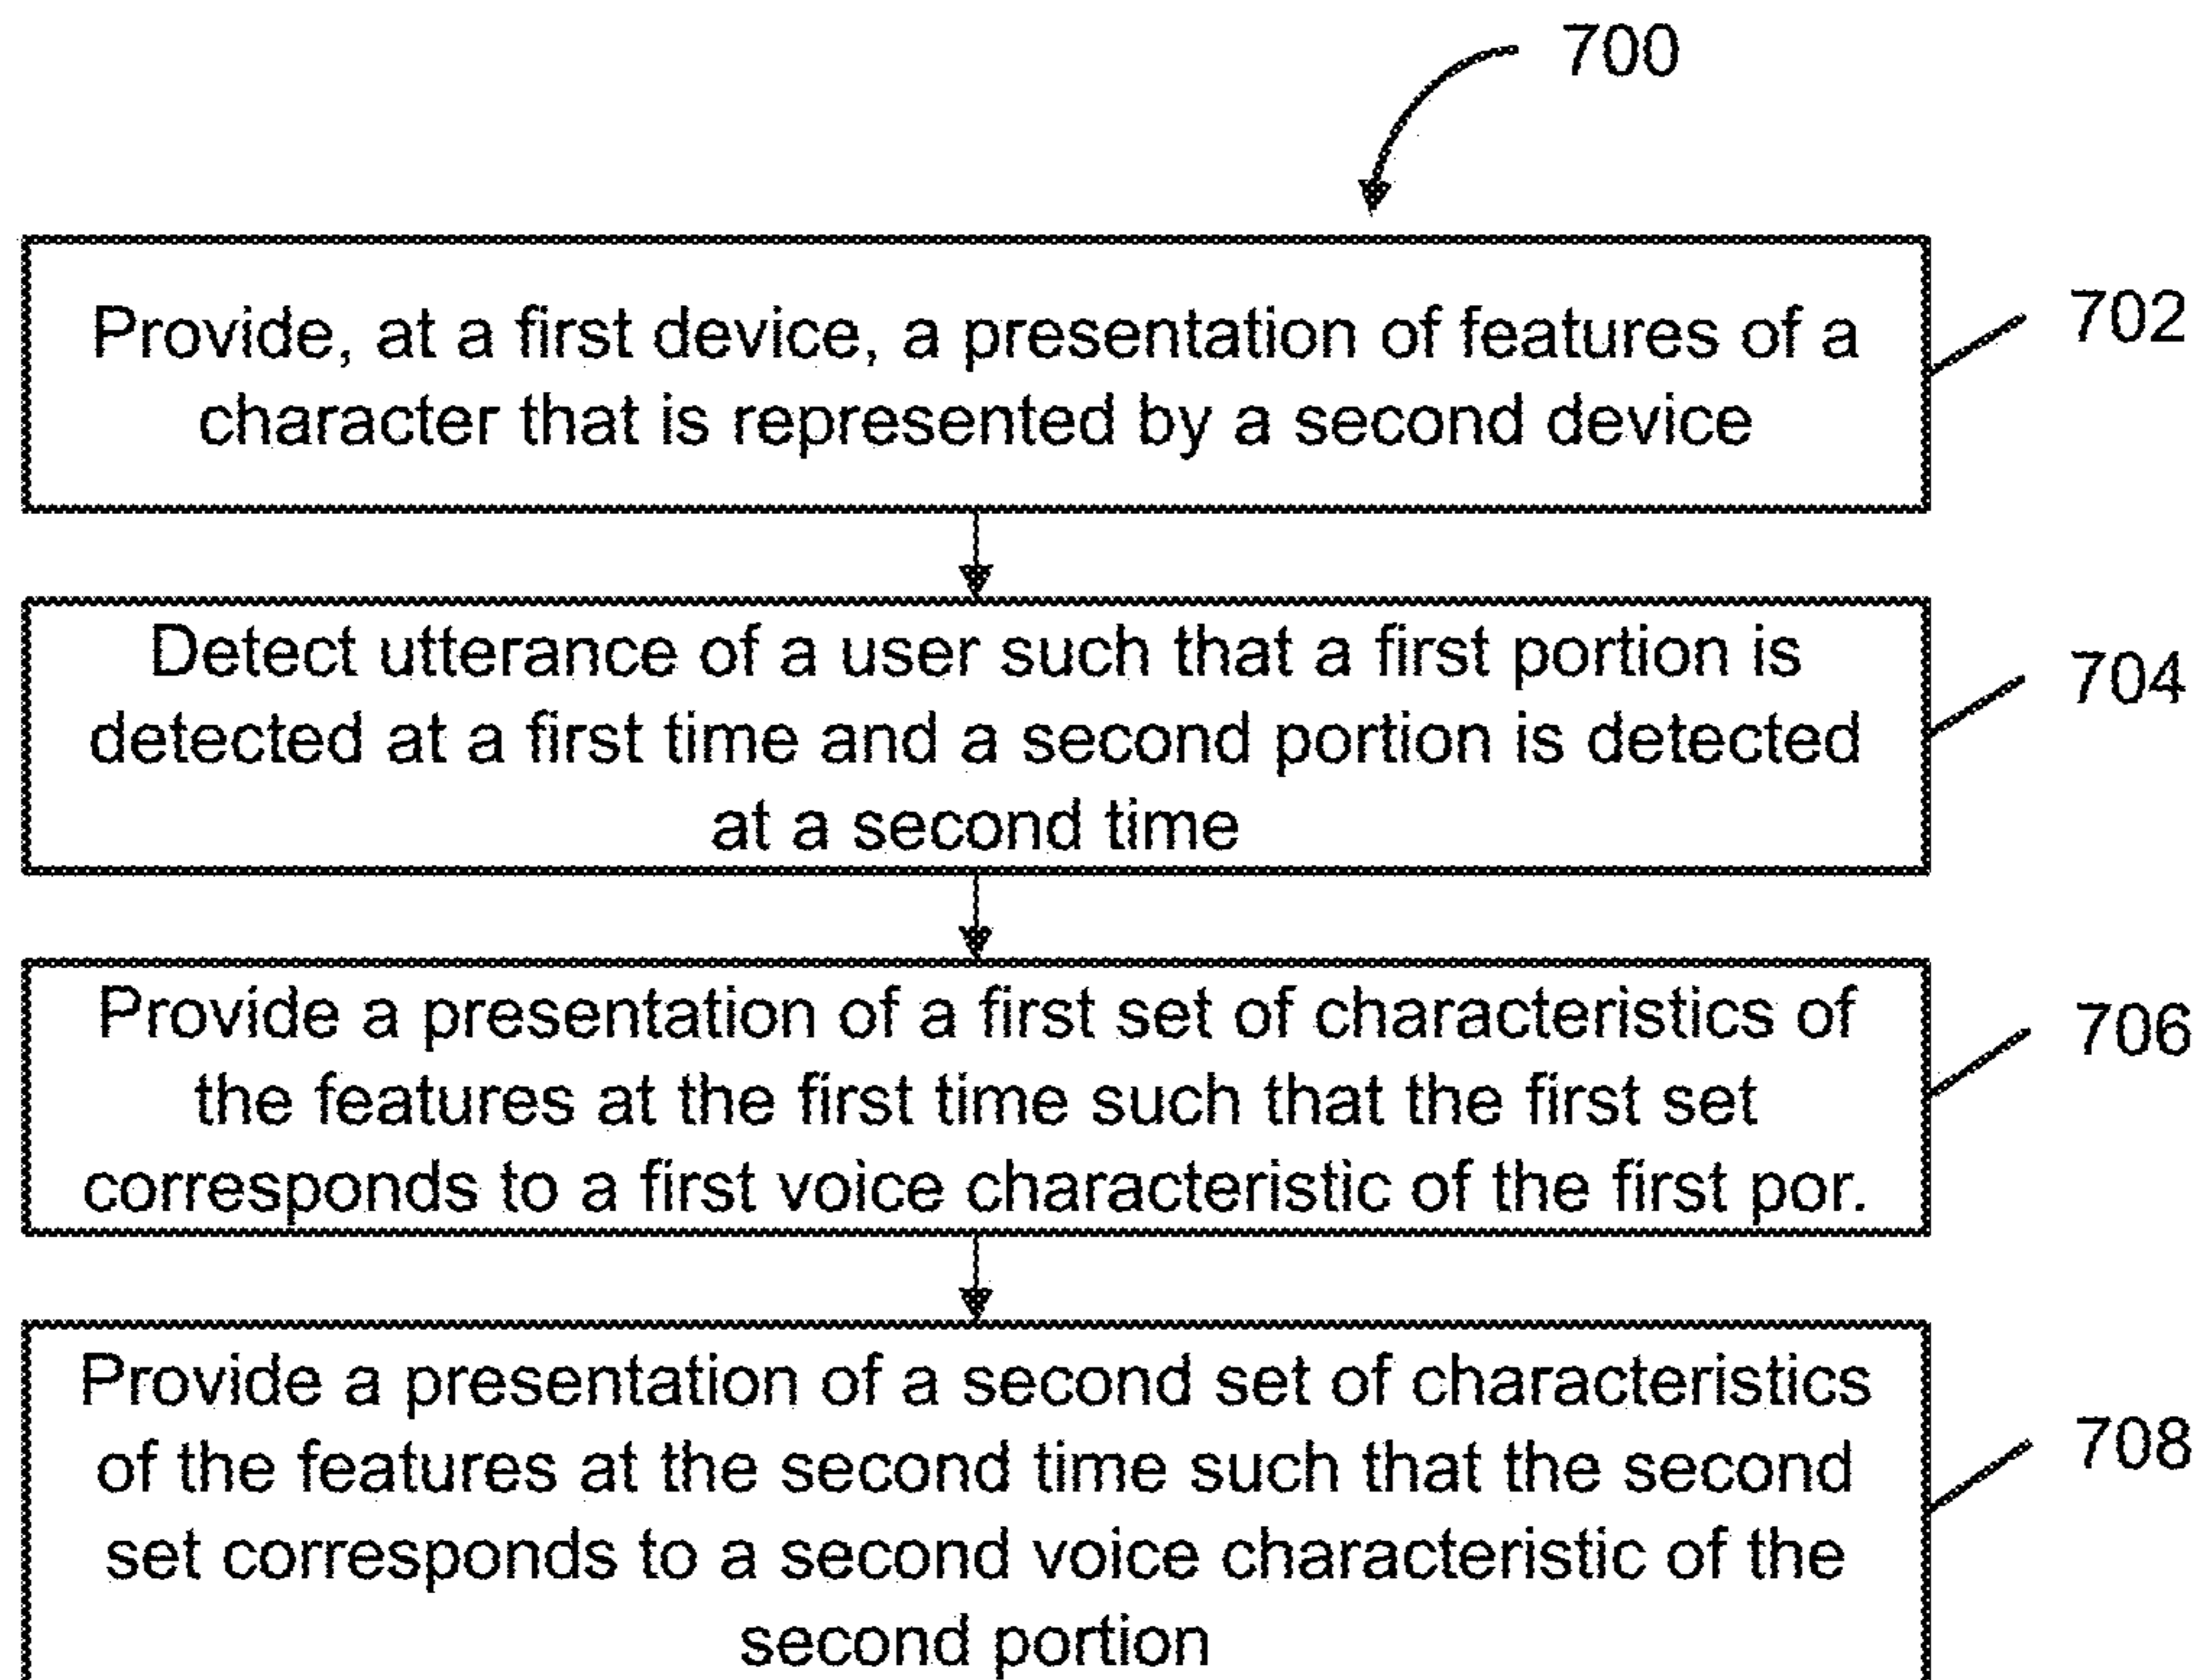 700
Provide, at a first device, a presentation of features of a
character that is represented by a second device
702
Detect utterance of a user such that a first portion is
detected at a first time and a second portion is detected
at a second time
704
Provide a presentation of a first set of characteristics of
the features at the first time such that the first set
corresponds to a first voice characteristic of the first por.
706
Provide a presentation of a second set of characteristics
of the features at the second time such that the second
set corresponds to a second voice characteristic of the
second portion
708